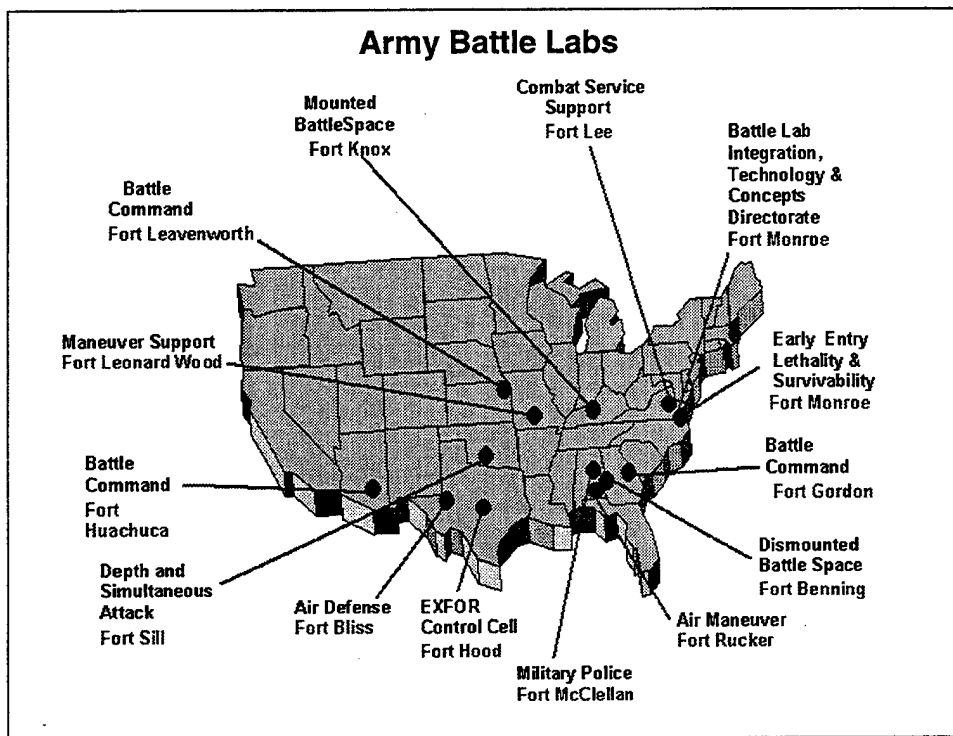 Army Battle Labs
Combat Service
Support
Fort Lee
Mounted
BattleSpace
Fort Knox
Battle Lab
Integration,
Technology &
Concepts
Directorate
Fort Monroe
Battle
Command
Fort Leavenworth
Maneuver Support
Fort Leonard Wood
Early Entry
Lethality &
Survivability
Fort Monroe
Battle
Command
Fort
Huachuca
Battle
Command
Fort Gordon
Depth and
Simultaneous
Attack
Fort Sill
Air Defense
Fort Bliss
EXFOR
Control Cell
Fort Hood
Dismounted
Battle Space
Fort Benning
Air Maneuver
Fort Rucker
Military Police
Fort McClellan